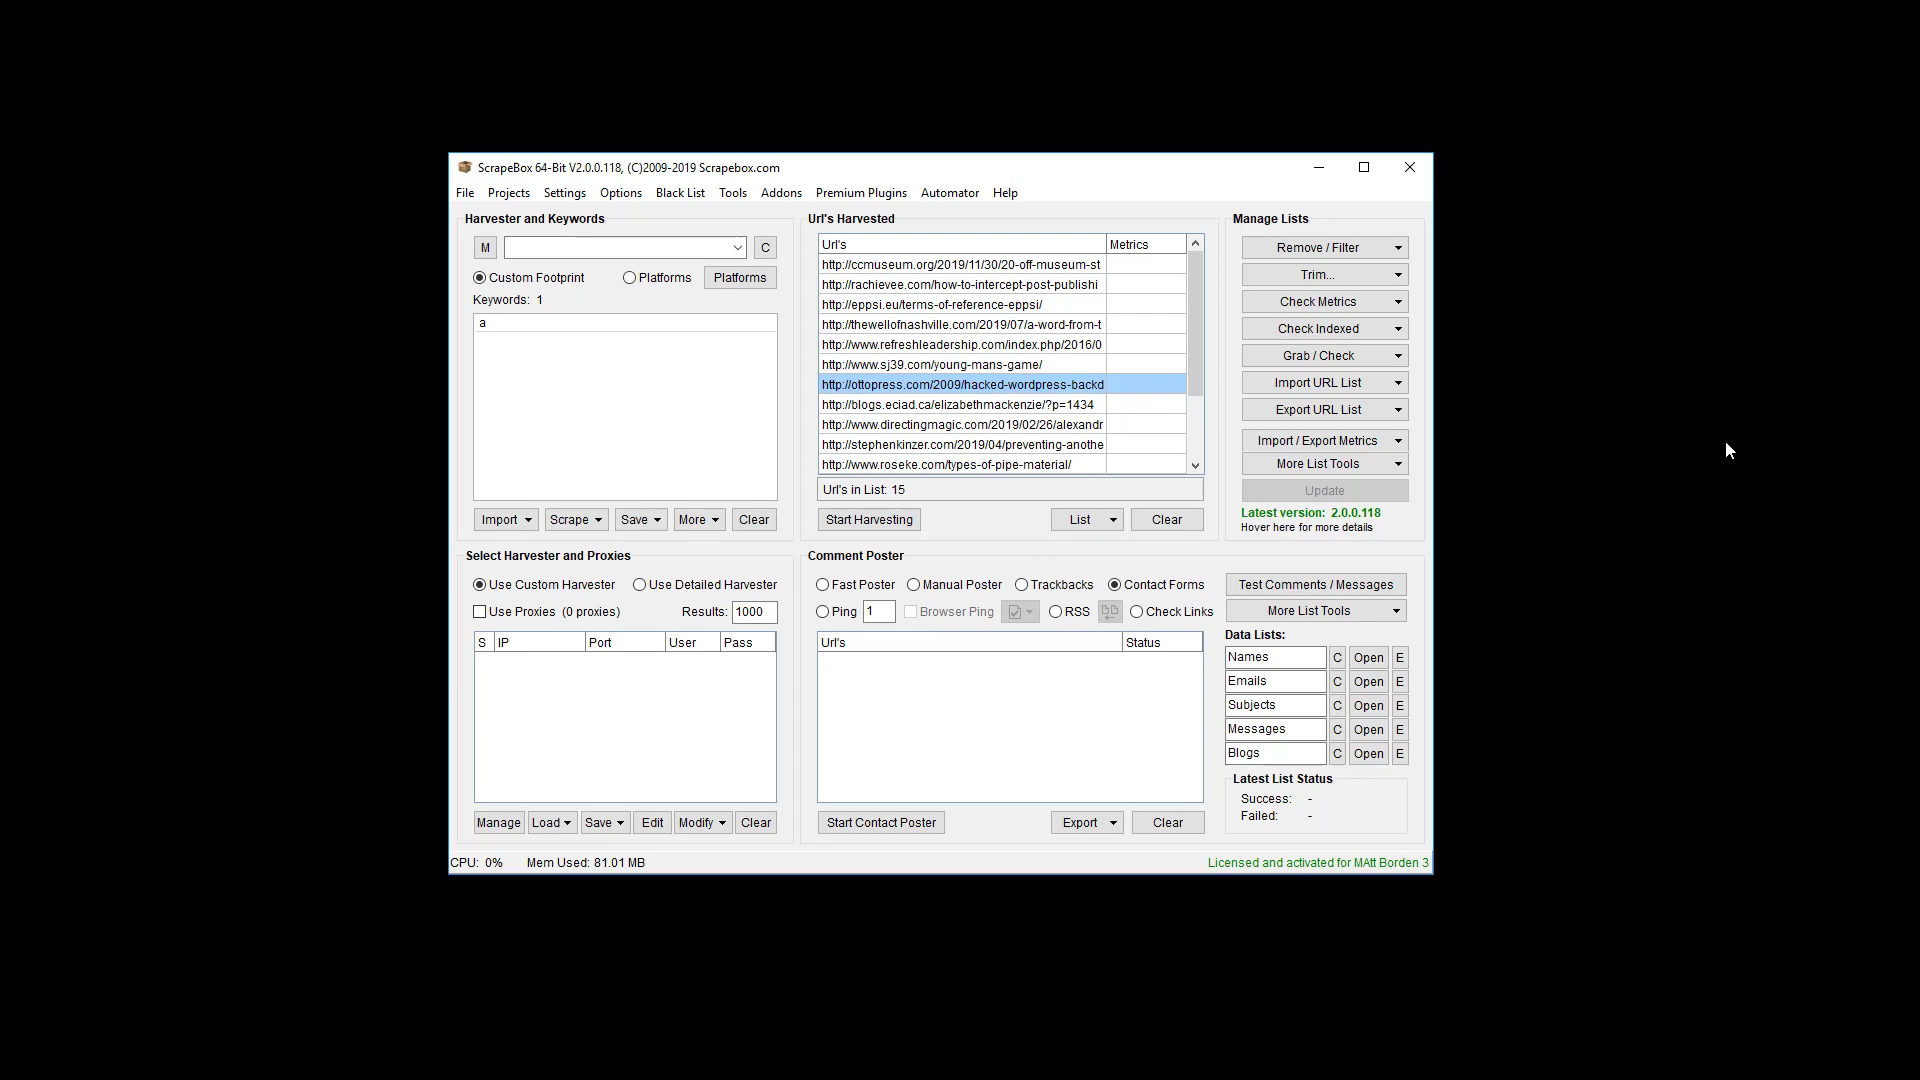 ScrapeBox 64-Bit V2.0.0.118, (C)2009-2019 Scrapebox.com
File Projects Settings Options Black List Tools Addons Premium Plugins Automator Help
Harvester and Keywords
M C
Custom Footprint Platforms Platforms
Keywords: 1
a
Import Scrape Save More Clear
Url's Harvested
Url's Metrics
http://ccmuseum.org/2019/11/30/20-off-museum-st
http://rachievee.com/how-to-intercept-post-publishi
http://eppsi.eu/terms-of-reference-eppsi/
http://thewellofnashville.com/2019/07/a-word-from-t
http://www.refreshleadership.com/index.php/2016/0
http://www.sj39.com/young-mans-game/
http://ottopress.com/2009/hacked-wordpress-backd
http://blogs.eciad.ca/elizabethmackenzie/?p=1434
http://www.directingmagic.com/2019/02/26/alexandr
http://stephenkinzer.com/2019/04/preventing-anothe
http://www.roseke.com/types-of-pipe-material/
Url's in List: 15
Start Harvesting List Clear
Manage Lists
Remove / Filter
Trim...
Check Metrics
Check Indexed
Grab / Check
Import URL List
Export URL List
Import / Export Metrics
More List Tools
Update
Latest version: 2.0.0.118
Hover here for more details
Select Harvester and Proxies
Use Custom Harvester Use Detailed Harvester
Use Proxies (0 proxies) Results: 1000
S IP Port User Pass
Manage Load Save Edit Modify Clear
Comment Poster
Fast Poster Manual Poster Trackbacks Contact Forms
Ping 1 Browser Ping RSS Check Links
Url's Status
Start Contact Poster Export Clear
Test Comments / Messages
More List Tools
Data Lists:
Names C Open E
Emails C Open E
Subjects C Open E
Messages C Open E
Blogs C Open E
Latest List Status
Success: -
Failed: -
CPU: 0% Mem Used: 81.01 MB
Licensed and activated for MAtt Borden 3